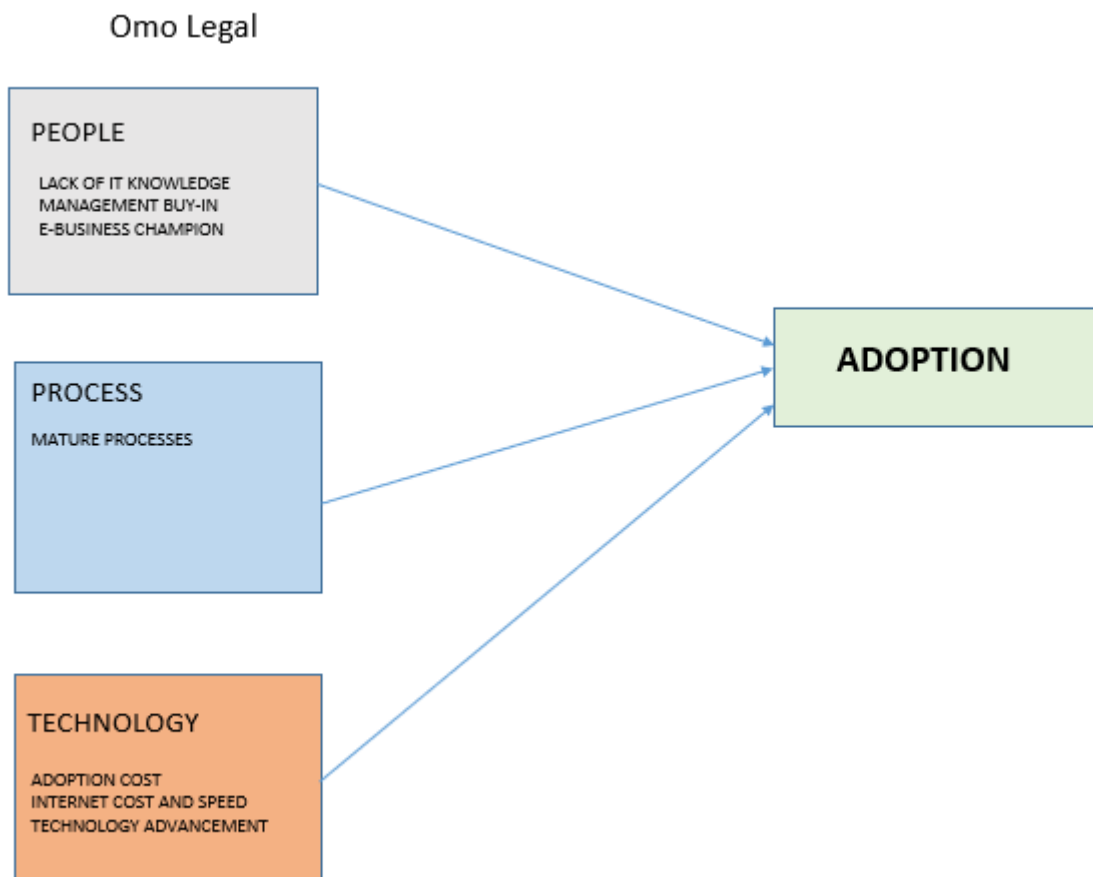 Omo Legal
PEOPLE
LACK OF IT KNOWLEDGE
MANAGEMENT BUY-IN
E-BUSINESS CHAMPION
ADOPTION
PROCESS
MATURE PROCESSES
TECHNOLOGY
ADOPTION COST
INTERNET COST AND SPEED
TECHNOLOGY ADVANCEMENT